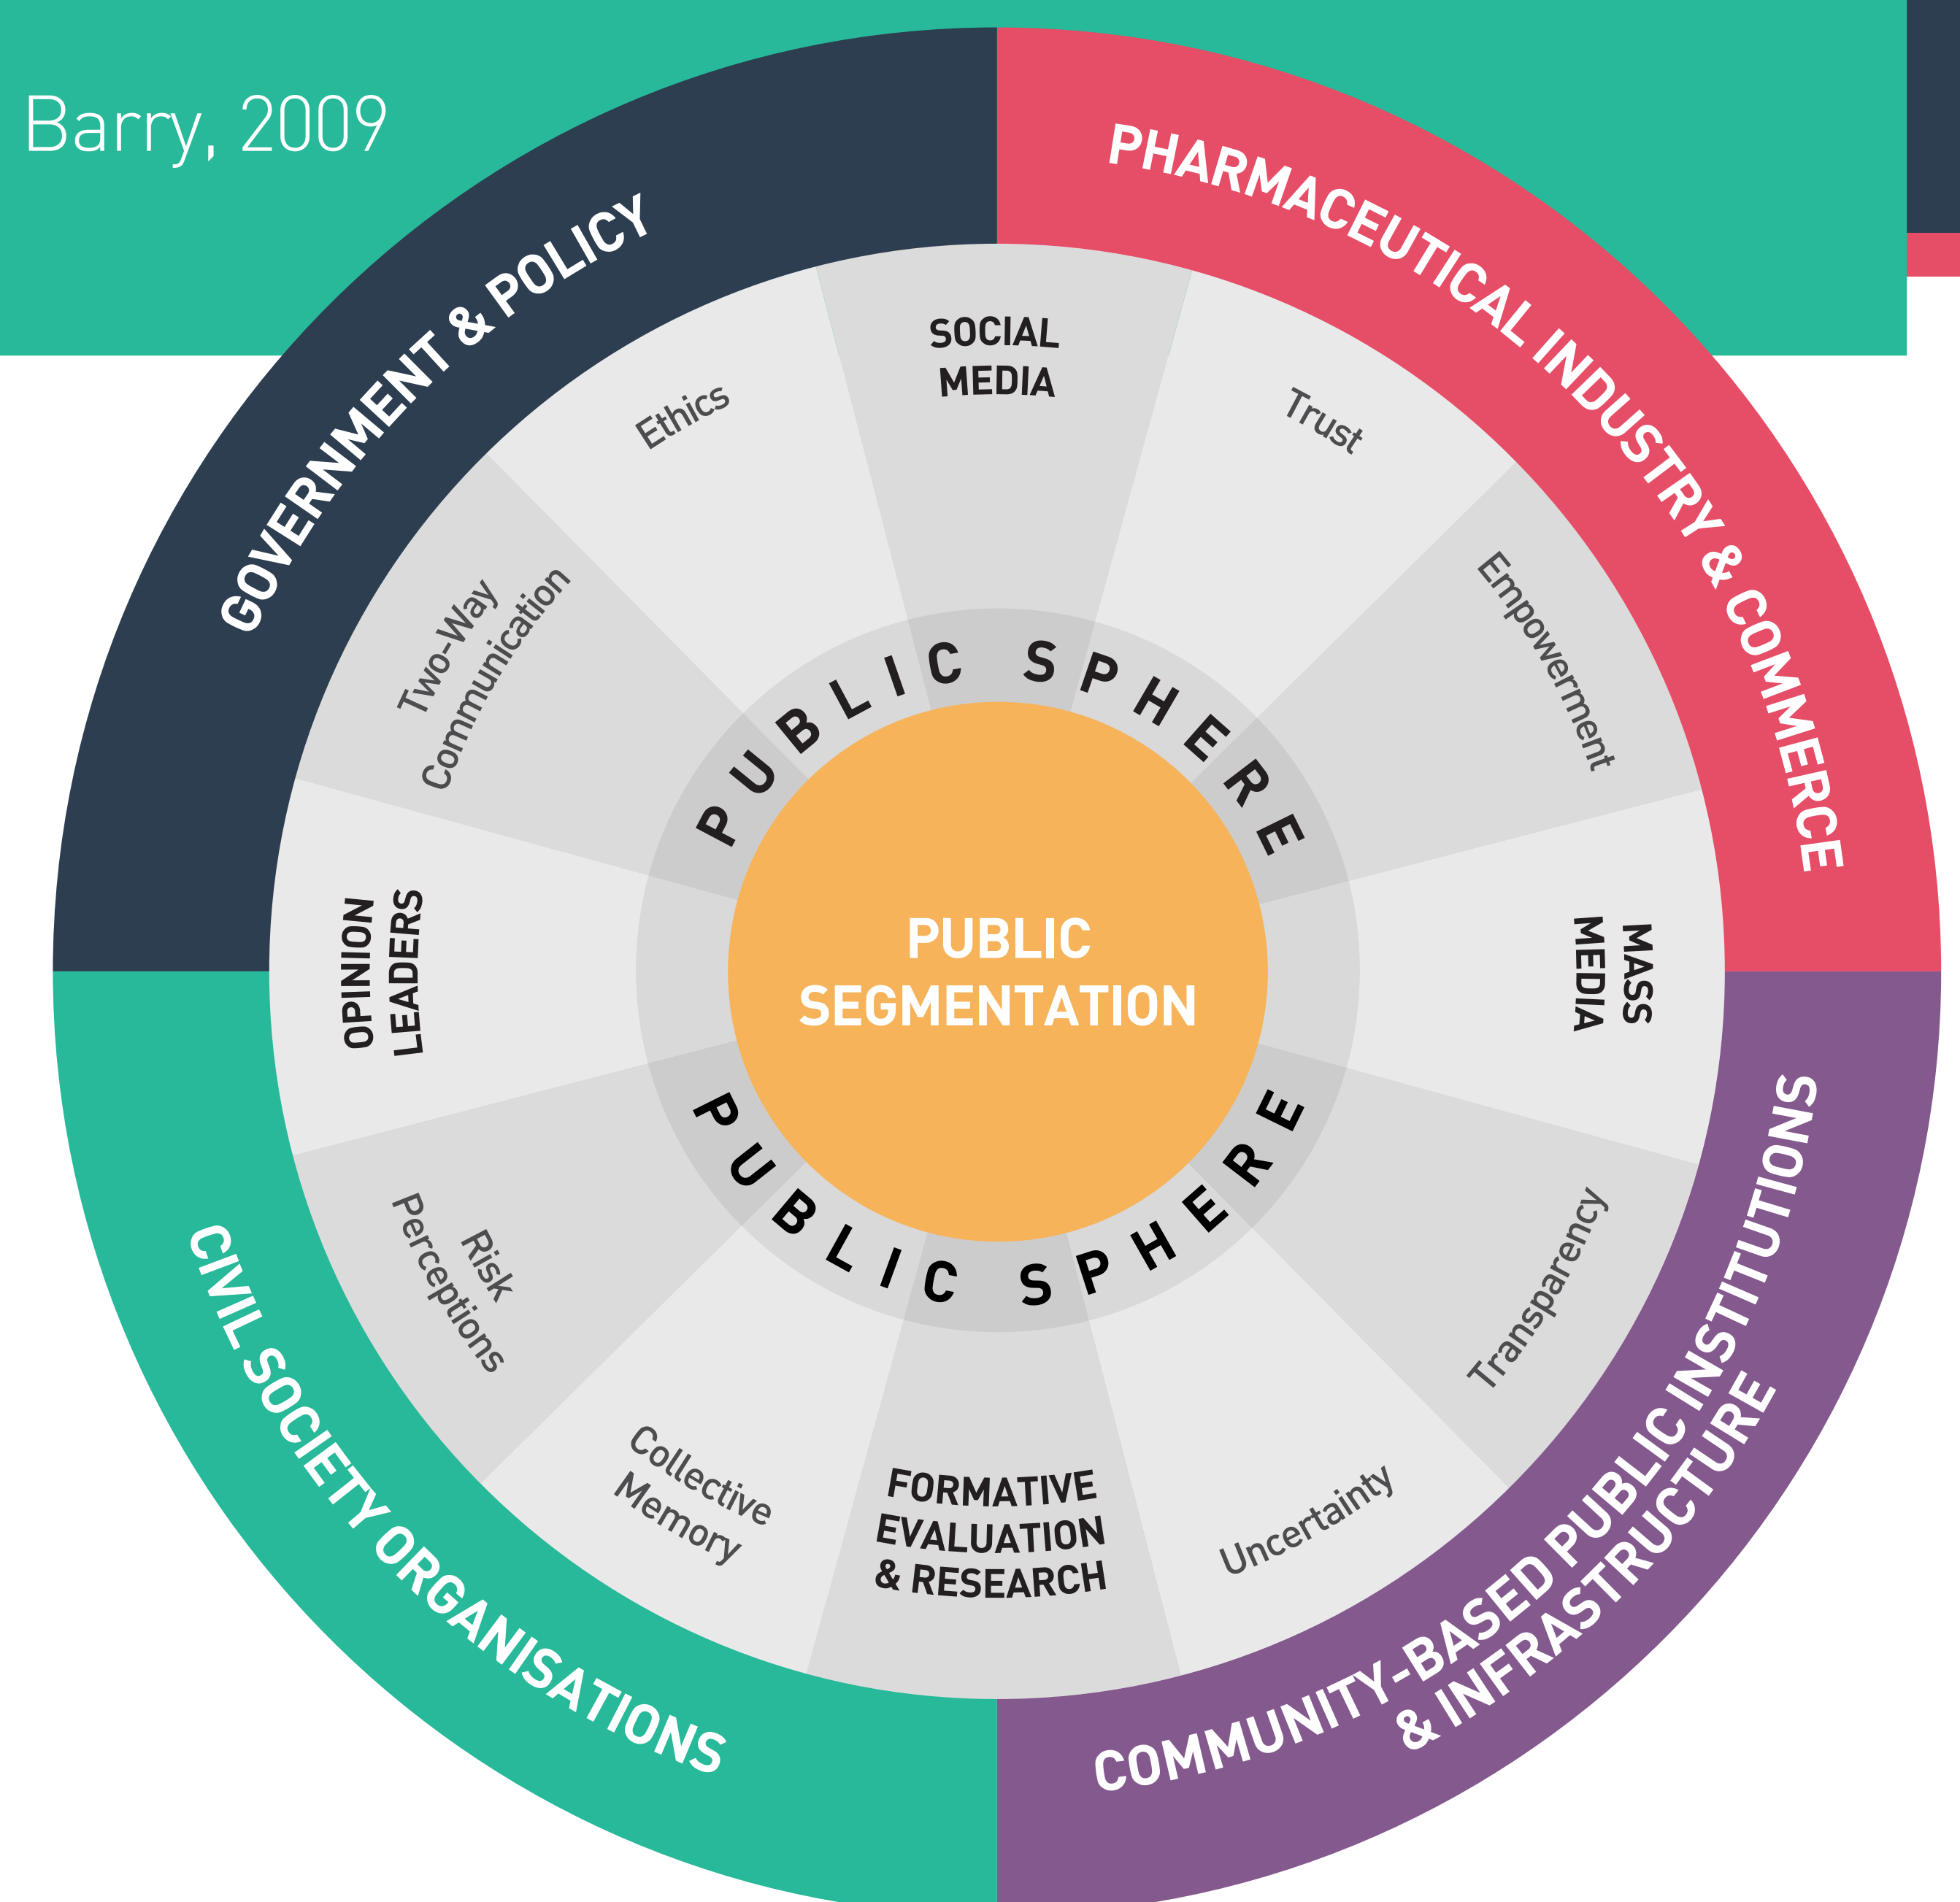 Barry, 2009
GOVERNMENT & POLICY
PHARMACEUTICAL INDUSTRY & COMMERCE
SOCIAL
MEDIA
Ethics
Trust
Two-Way
Communication
Empowerment
PUBLIC SPHERE
OPINION
LEADERS
PUBLIC
SEGMENTATION
MASS
MEDIA
PUBLIC SPHERE
Risk
Perceptions
Transparency
Collective
Memory
FORMATIVE
EVALUATION
& RESEARCH
Uncertainity
CIVIL SOCIETY ORGANISATIONS
COMMUNITY-BASED PUBLIC INSTITUTIONS
& INFRASTRUCTURE